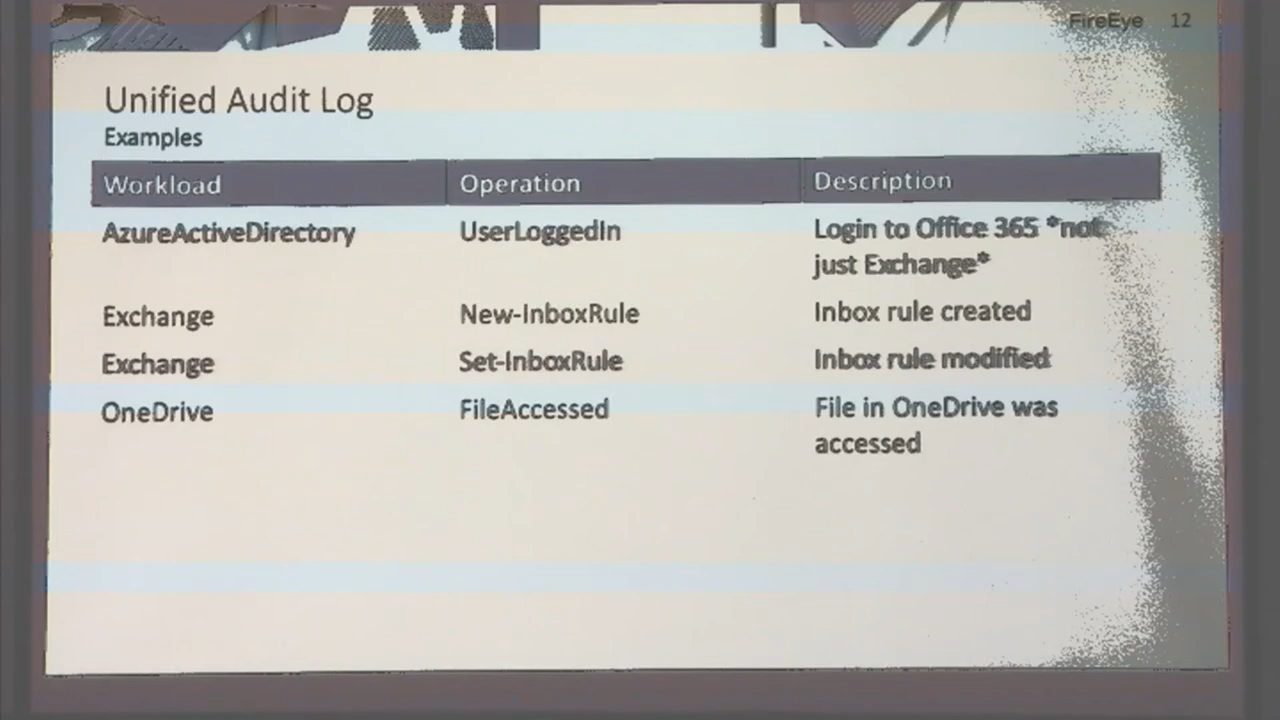 FireEye 12
Unified Audit Log
Examples
Workload Operation Description
AzureActiveDirectory UserLoggedIn Login to Office 365 *not
just Exchange*
Exchange New-InboxRule Inbox rule created
Exchange Set-InboxRule Inbox rule modified
OneDrive FileAccessed File in OneDrive was
accessed